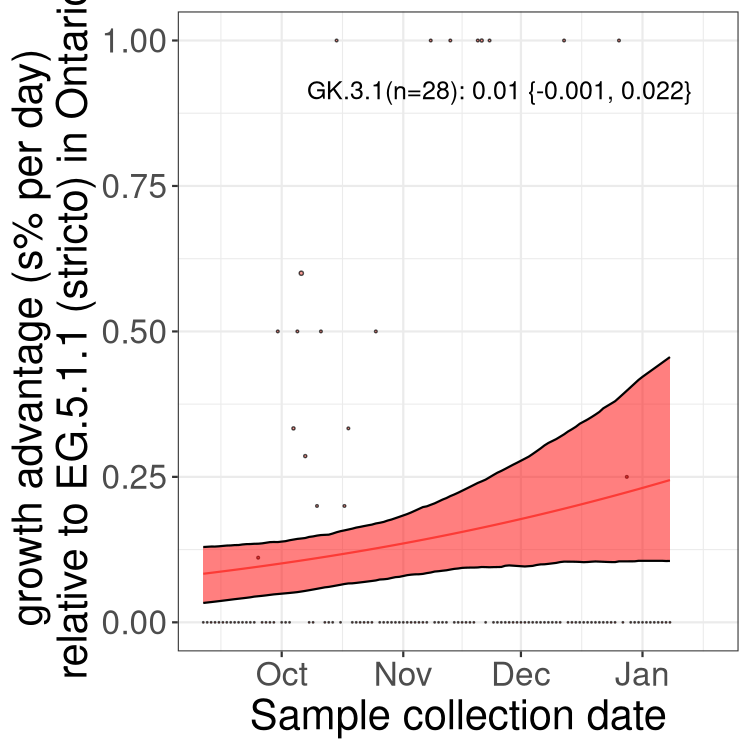 growth advantage (s% per day)
relative to EG.5.1.1 (stricto) in Ontario
1.00
0.75
0.50
0.25
0.00
GK.3.1(n=28): 0.01 {-0.001, 0.022}
Oct Nov Dec Jan
Sample collection date